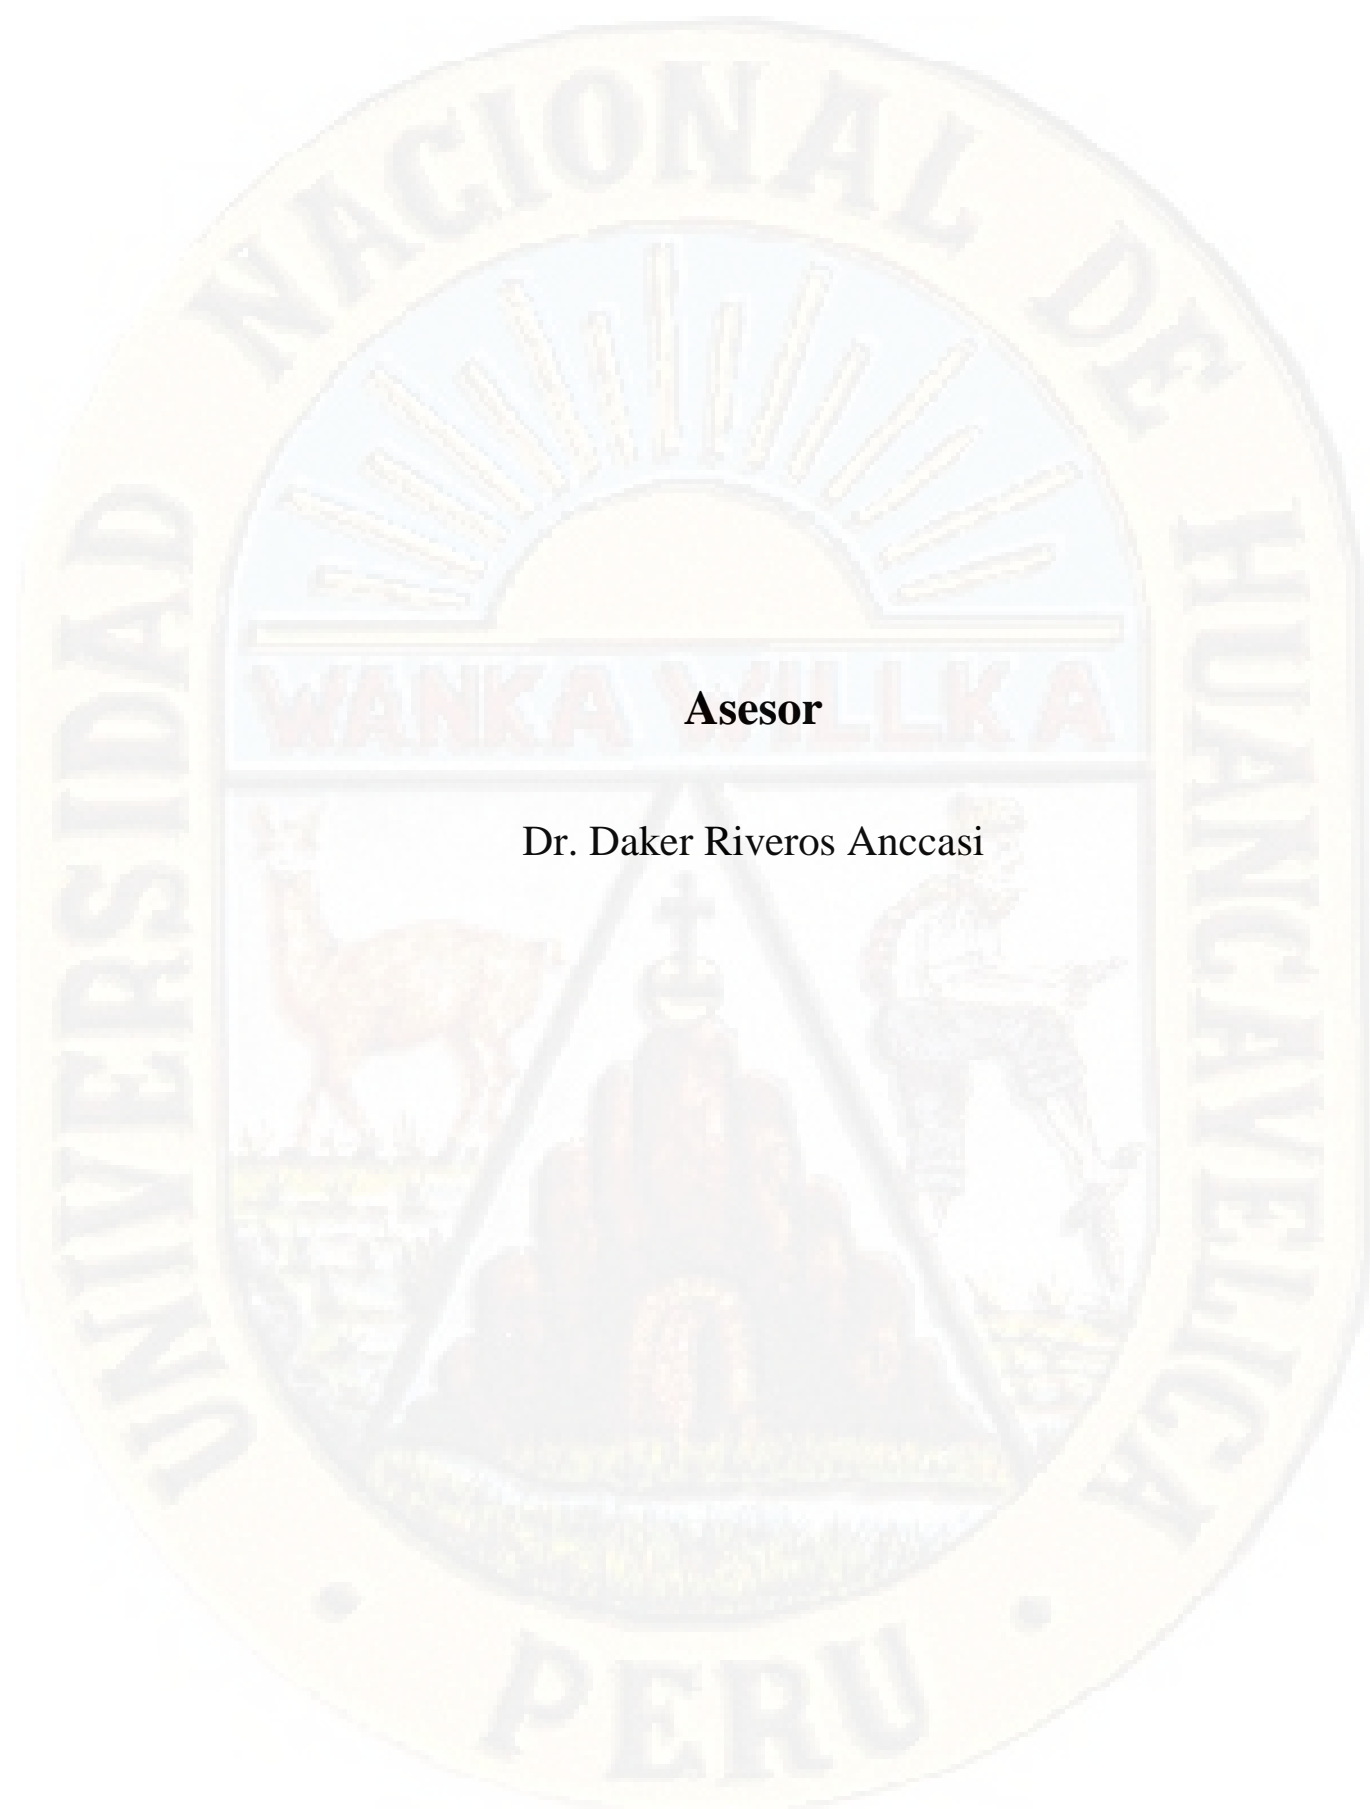 UNIVERSIDAD NACIONAL DE HUANCAVELICA
WANKA WILLKA
Asesor
Dr. Daker Riveros Anccasi
PERU